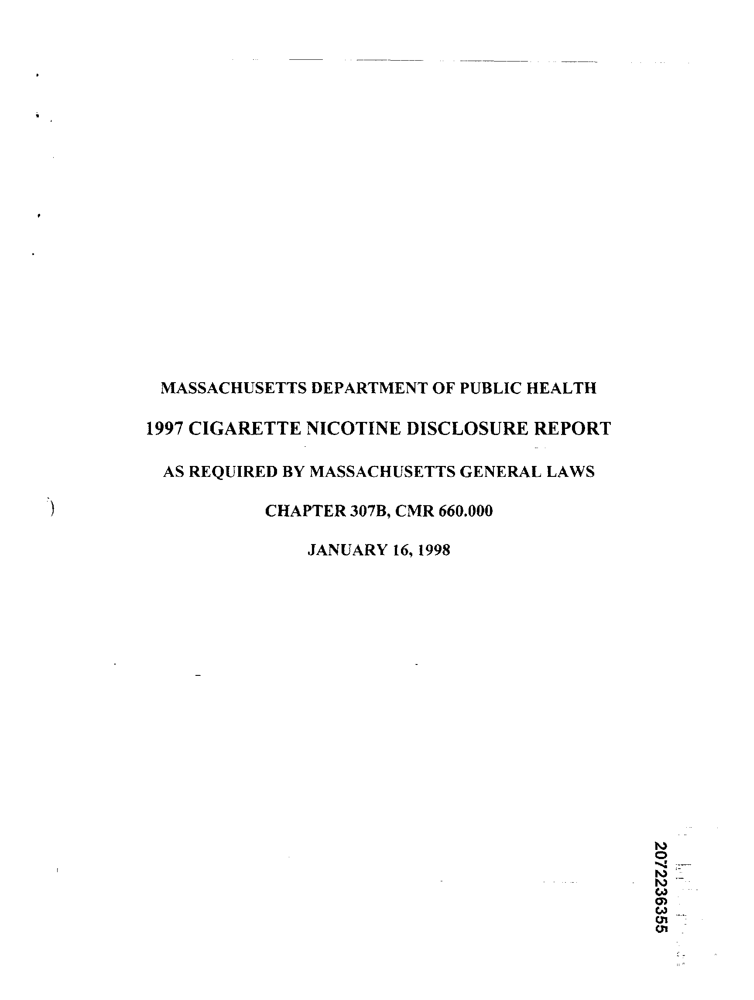 MASSACHUSETTS DEPARTMENT OF PUBLIC HEALTH
1997 CIGARETTE NICOTINE DISCLOSURE REPORT
AS REQUIRED BY MASSACHUSETTS GENERAL LAWS
CHAPTER 307B, CMR 660.000
JANUARY 16, 1998
2072236355